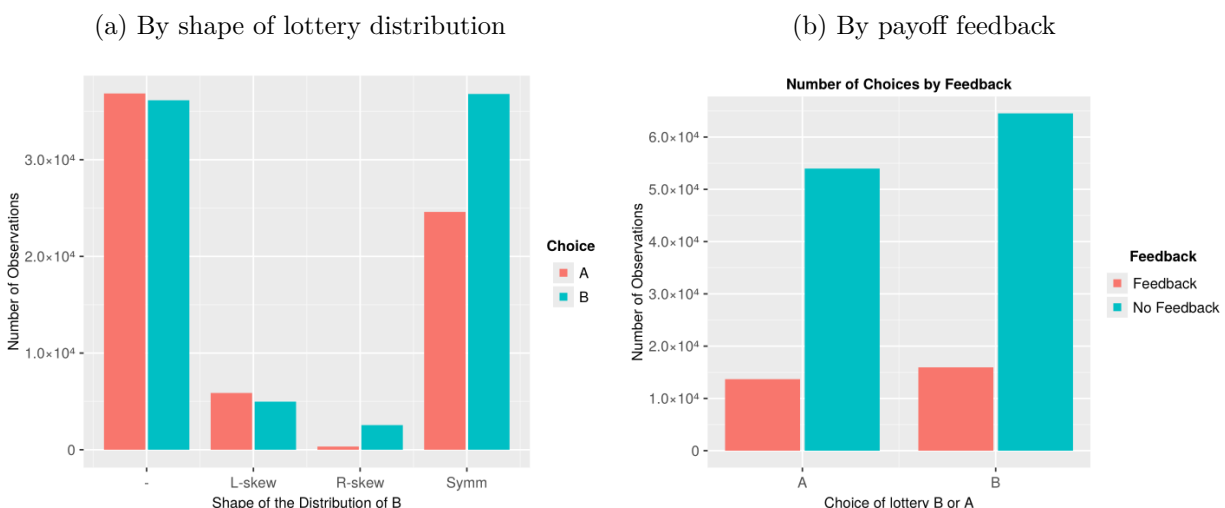 (a) By shape of lottery distribution
Number of Observations
3.0×10⁴
2.0×10⁴
1.0×10⁴
0
-
L-skew
R-skew
Symm
Shape of the Distribution of B
Choice
A
B
(b) By payoff feedback
Number of Choices by Feedback
Number of Observations
6.0×10⁴
5.0×10⁴
4.0×10⁴
3.0×10⁴
2.0×10⁴
1.0×10⁴
0
A
B
Choice of lottery B or A
Feedback
Feedback
No Feedback